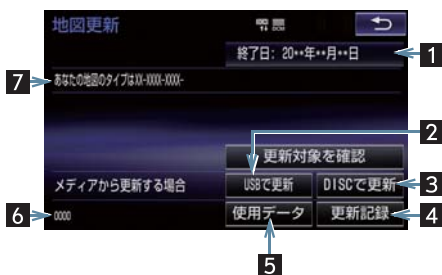 地図更新
終了日: 20**年**月**日
1
7
あなたの地図のタイプはXX-XXXX-XXXX-
2
更新対象を確認
メディアから更新する場合
USBで更新
DISCで更新
3
6
0000
使用データ
更新記録
4
5